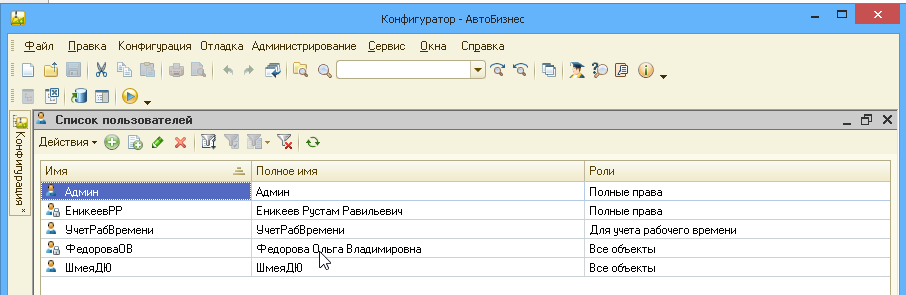 Конфигуратор - АвтоБизнес
Файл Правка Конфигурация Отладка Администрирование Сервис Окна Справка
Список пользователей
Конфигурация *
Действия
Имя Полное имя Роли
Админ Админ Полные права
ЕникеевРР Еникеев Рустам Равильевич Полные права
УчетРабВремени УчетРабВремени Для учета рабочего времени
ФедороваОВ Федорова Ольга Владимировна Все объекты
ШмеяДЮ ШмеяДЮ Все объекты